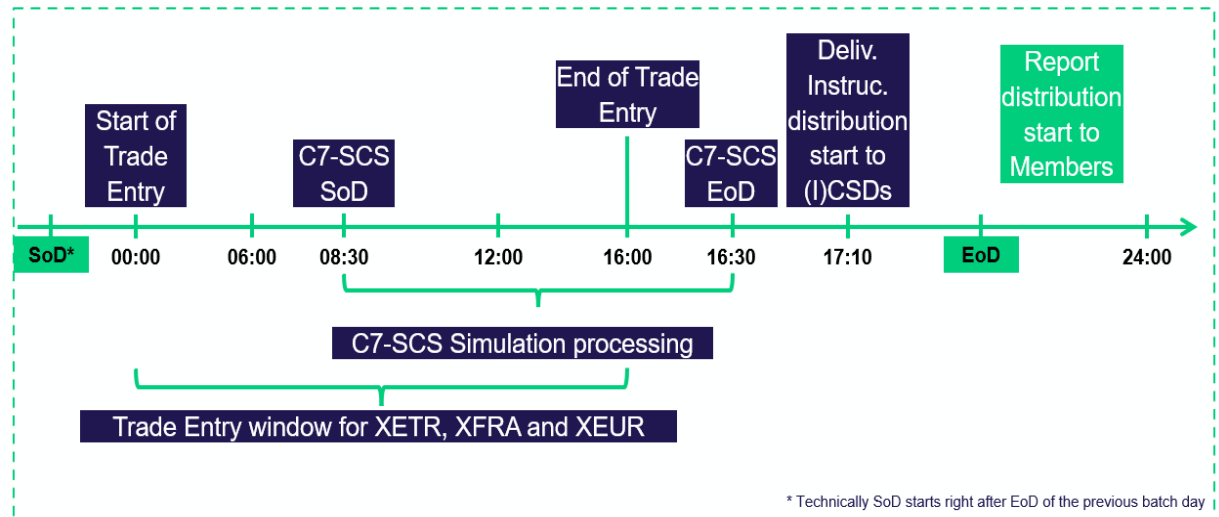 Start of
Trade
Entry
C7-SCS
SoD
End of Trade
Entry
C7-SCS
EoD
Deliv.
Instruc.
distribution
start to
(I)CSDs
Report
distribution
start to
Members
SoD*
00:00
06:00
08:30
12:00
16:00
16:30
17:10
EoD
24:00
C7-SCS Simulation processing
Trade Entry window for XETR, XFRA and XEUR
* Technically SoD starts right after EoD of the previous batch day